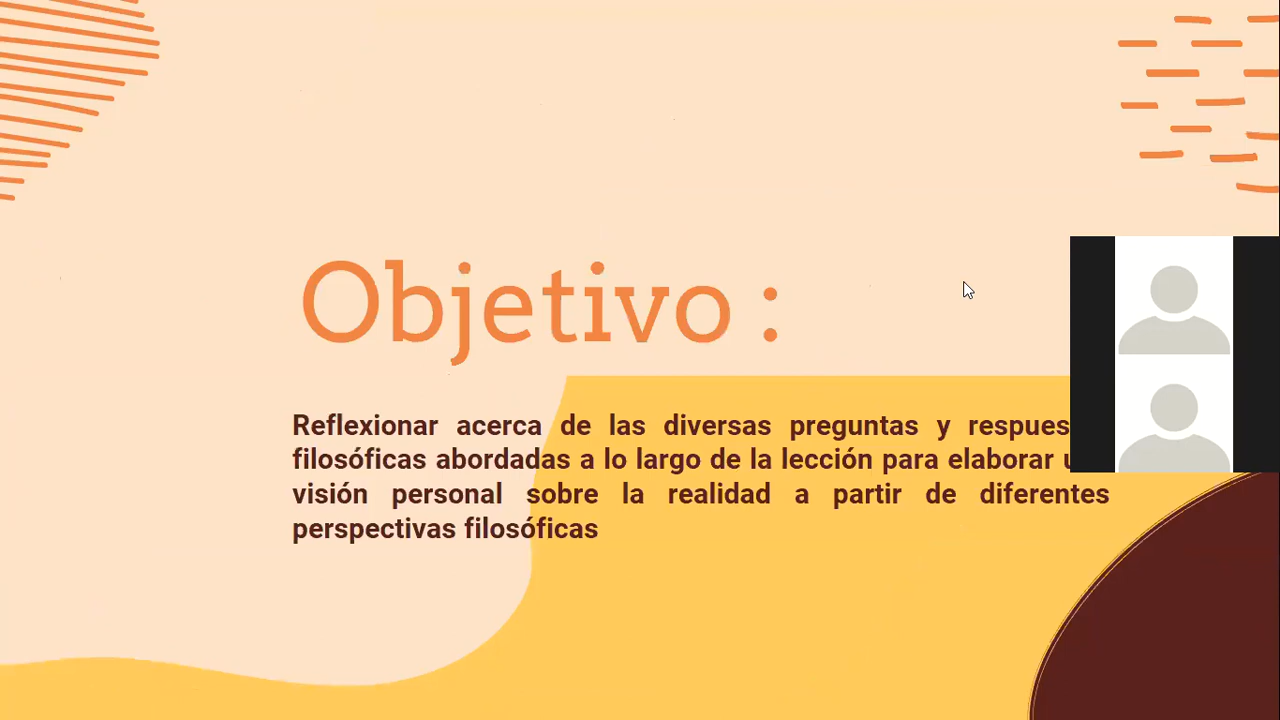 Objetivo :
Reflexionar acerca de las diversas preguntas y
filosóficas abordadas a lo largo de la lección para elaborar
visión personal sobre la realidad a partir de diferentes
perspectivas filosóficas